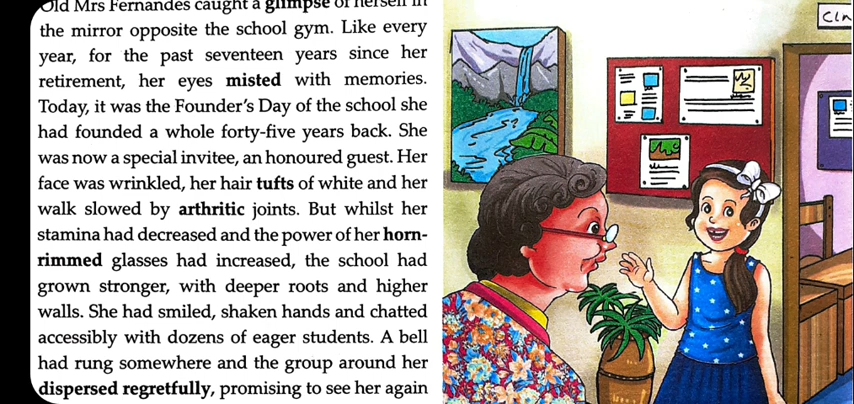 Old Mrs Fernandes caught a glimpse of herself in
the mirror opposite the school gym. Like every
year, for the past seventeen years since her
retirement, her eyes misted with memories.
Today, it was the Founder's Day of the school she
had founded a whole forty-five years back. She
was now a special invitee, an honoured guest. Her
face was wrinkled, her hair tufts of white and her
walk slowed by arthritic joints. But whilst her
stamina had decreased and the power of her horn-
rimmed glasses had increased, the school had
grown stronger, with deeper roots and higher
walls. She had smiled, shaken hands and chatted
accessibly with dozens of eager students. A bell
had rung somewhere and the group around her
dispersed regretfully, promising to see her again